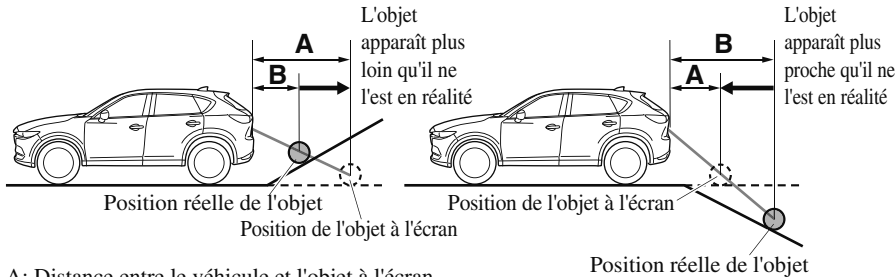 L'objet
apparaît plus
loin qu'il ne
l'est en réalité
A
B
Position réelle de l'objet
Position de l'objet à l'écran
L'objet
apparaît plus
proche qu'il ne
l'est en réalité
B
A
Position de l'objet à l'écran
Position réelle de l'objet
A: Distance entre le véhicule et l'objet à l'écran